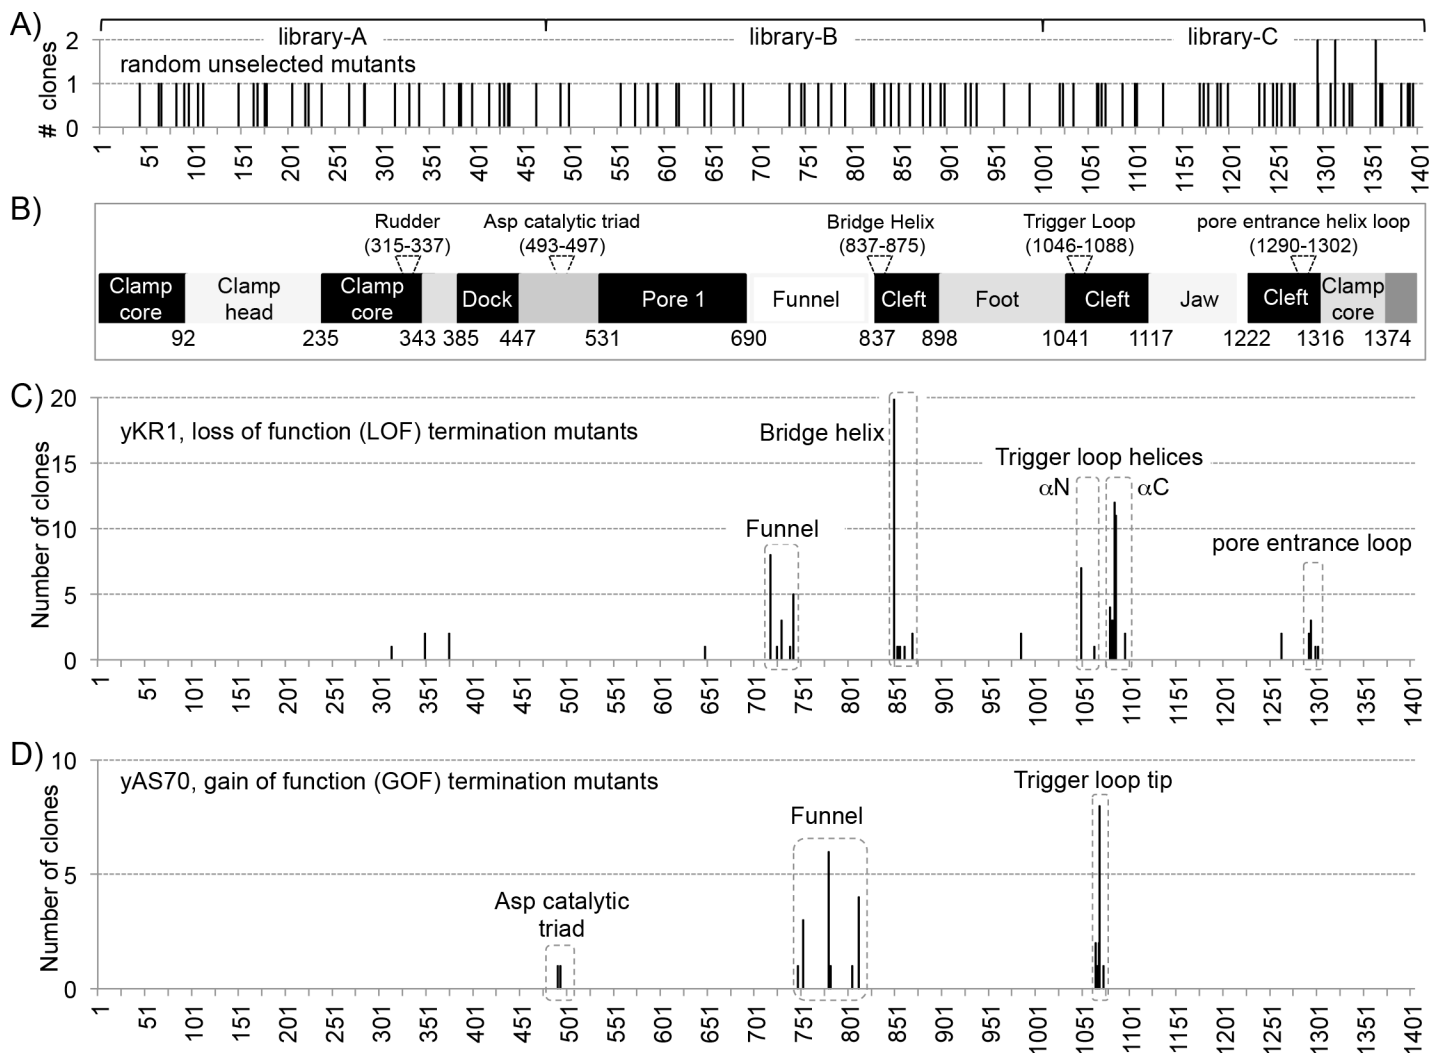 A)
library-A library-B library-C
random unselected mutants
# clones
2
1
0
1 51 101 151 201 251 301 351 401 451 501 551 601 651 701 751 801 851 901 951 1001 1051 1101 1151 1201 1251 1301 1351 1401
B)
Rudder Asp catalytic triad Bridge Helix Trigger Loop pore entrance helix loop
(315-337) (493-497) (837-875) (1046-1088) (1290-1302)
Clamp core
Clamp head
Clamp core
Dock
Pore 1
Funnel
Cleft
Foot
Cleft
Jaw
Cleft
Clamp core
92 235 343 385 447 531 690 837 898 1041 1117 1222 1316 1374
C)
yKR1, loss of function (LOF) termination mutants
Number of clones
20
15
10
5
0
Funnel
Bridge helix
Trigger loop helices
αN αC
pore entrance loop
1 51 101 151 201 251 301 351 401 451 501 551 601 651 701 751 801 851 901 951 1001 1051 1101 1151 1201 1251 1301 1351 1401
D)
yAS70, gain of function (GOF) termination mutants
Number of clones
10
5
0
Asp catalytic
triad
Funnel
Trigger loop tip
1 51 101 151 201 251 301 351 401 451 501 551 601 651 701 751 801 851 901 951 1001 1051 1101 1151 1201 1251 1301 1351 1401